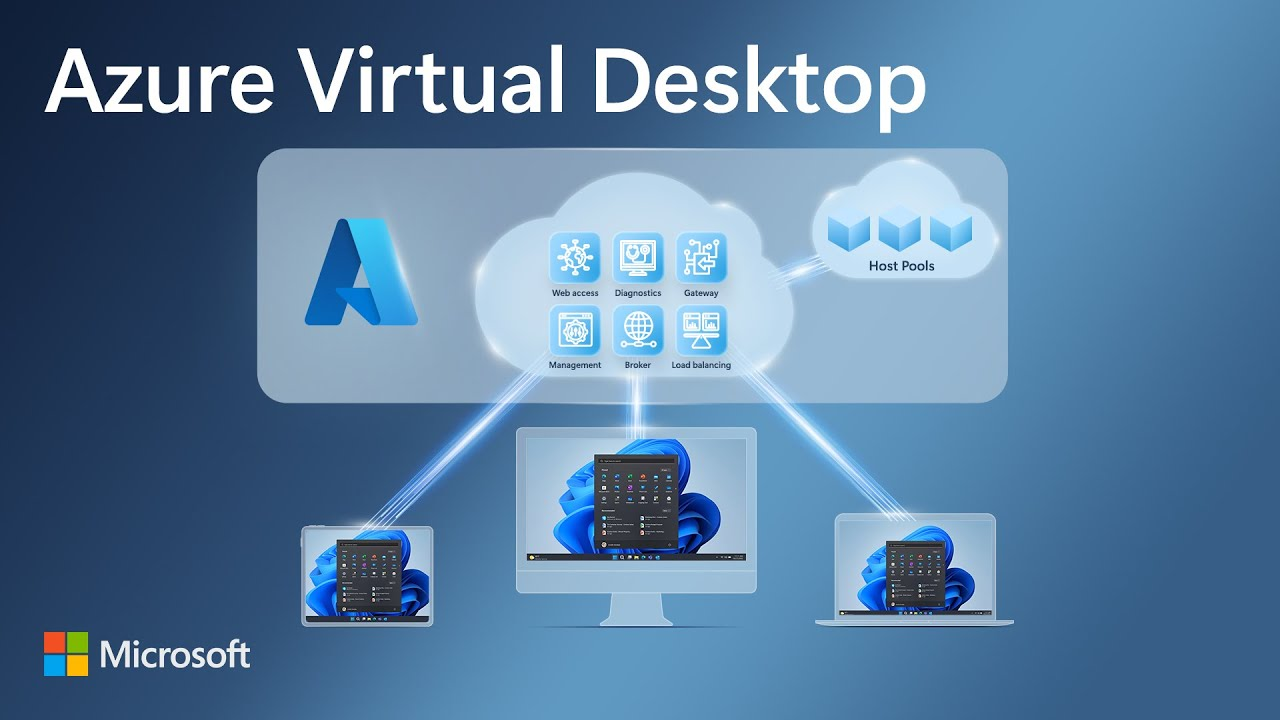 Azure Virtual Desktop
Host Pools
Web access Diagnostics Gateway
Management Broker Load balancing
Microsoft